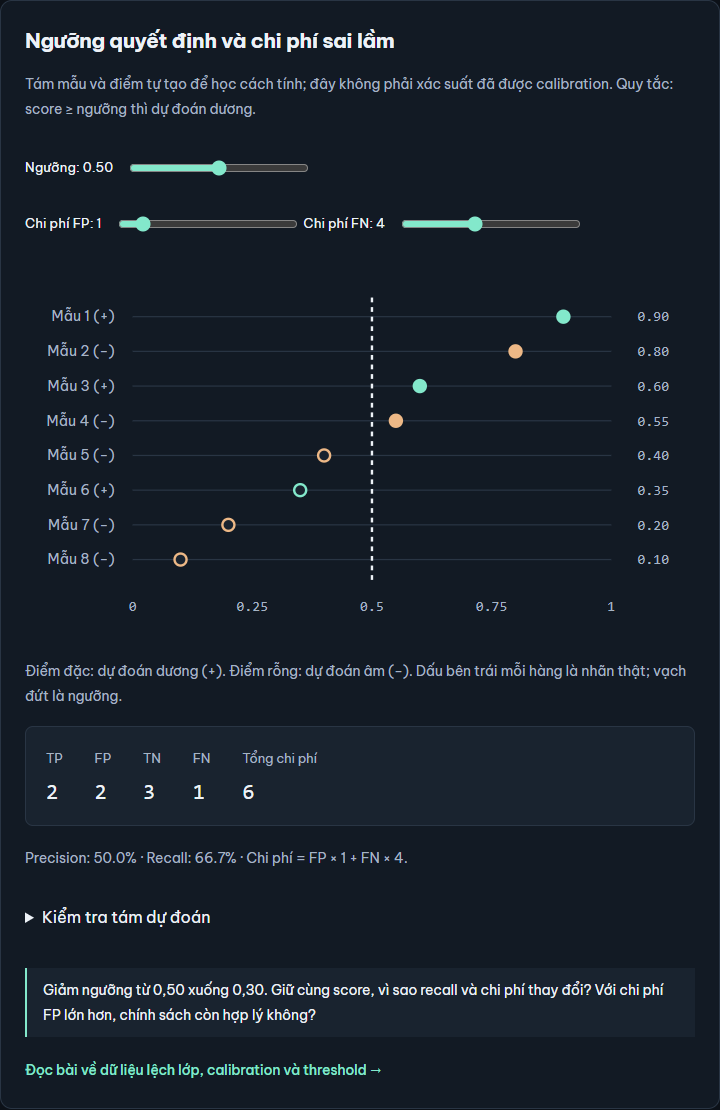 Ngưỡng quyết định và chi phí sai lầm
Tám mẫu và điểm tự tạo để học cách tính; đây không phải xác suất đã được calibration. Quy tắc:
score ≥ ngưỡng thì dự đoán dương.
Ngưỡng: 0.50
Chi phí FP: 1 Chi phí FN: 4
Mẫu 1 (+) 0.90
Mẫu 2 (−) 0.80
Mẫu 3 (+) 0.60
Mẫu 4 (−) 0.55
Mẫu 5 (−) 0.40
Mẫu 6 (+) 0.35
Mẫu 7 (−) 0.20
Mẫu 8 (−) 0.10
0 0.25 0.5 0.75 1
Điểm đặc: dự đoán dương (+). Điểm rỗng: dự đoán âm (−). Dấu bên trái mỗi hàng là nhãn thật; vạch
đứt là ngưỡng.
TP FP TN FN Tổng chi phí
2 2 3 1 6
Precision: 50.0% · Recall: 66.7% · Chi phí = FP × 1 + FN × 4.
▶ Kiểm tra tám dự đoán
Giảm ngưỡng từ 0,50 xuống 0,30. Giữ cùng score, vì sao recall và chi phí thay đổi? Với chi phí
FP lớn hơn, chính sách còn hợp lý không?
Đọc bài về dữ liệu lệch lớp, calibration và threshold →